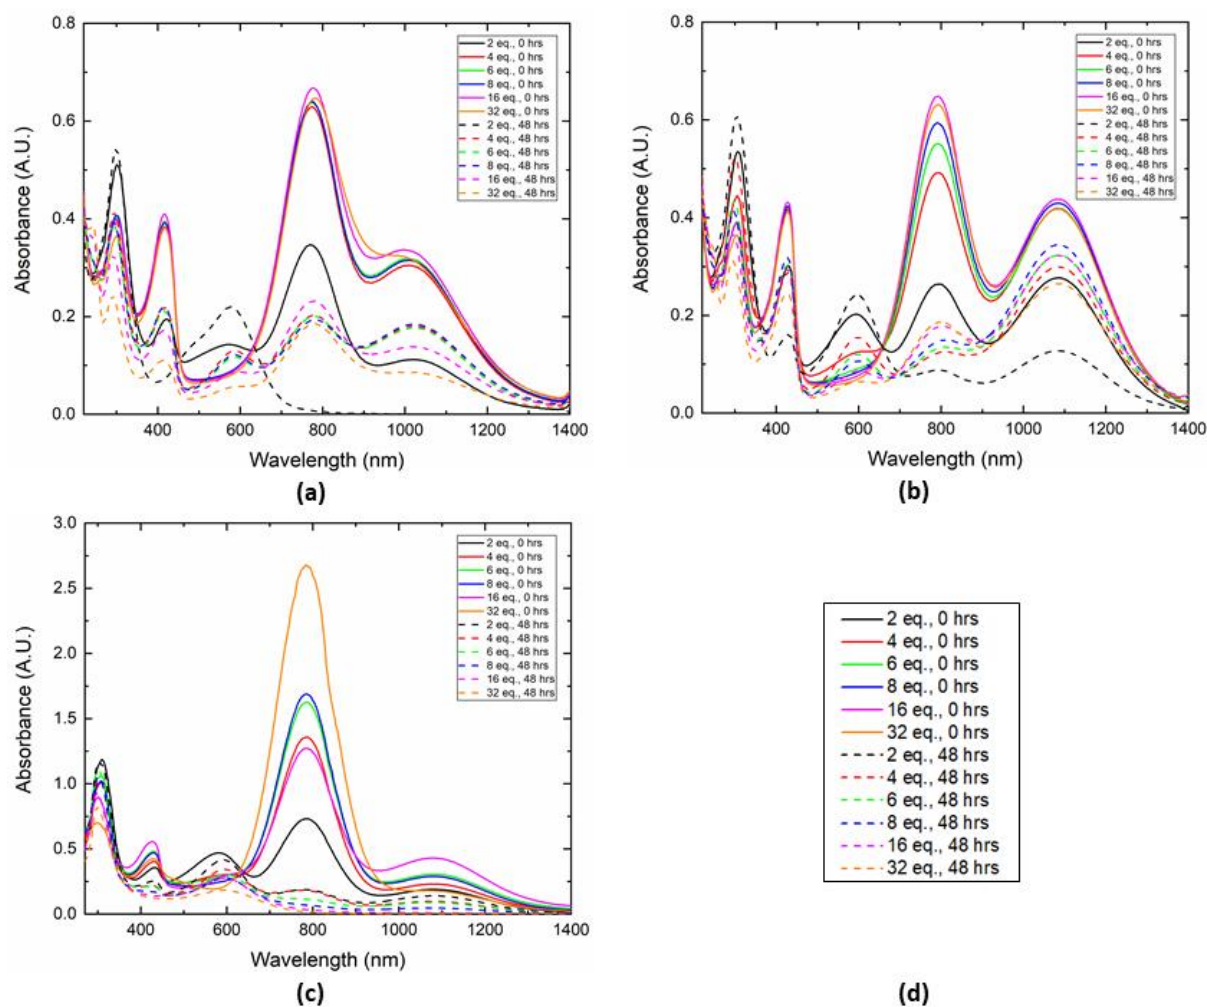 0.8
0.6
0.4
0.2
0.0
Absorbance (A.U.)
2 eq., 0 hrs
4 eq., 0 hrs
6 eq., 0 hrs
8 eq., 0 hrs
16 eq., 0 hrs
32 eq., 0 hrs
2 eq., 48 hrs
4 eq., 48 hrs
6 eq., 48 hrs
8 eq., 48 hrs
16 eq., 48 hrs
32 eq., 48 hrs
400 600 800 1000 1200 1400
Wavelength (nm)
(a)
0.8
0.6
0.4
0.2
0.0
Absorbance (A.U.)
2 eq., 0 hrs
4 eq., 0 hrs
6 eq., 0 hrs
8 eq., 0 hrs
16 eq., 0 hrs
32 eq., 0 hrs
2 eq., 48 hrs
4 eq., 48 hrs
6 eq., 48 hrs
8 eq., 48 hrs
16 eq., 48 hrs
32 eq., 48 hrs
400 600 800 1000 1200 1400
Wavelength (nm)
(b)
3.0
2.5
2.0
1.5
1.0
0.5
0.0
Absorbance (A.U.)
2 eq., 0 hrs
4 eq., 0 hrs
6 eq., 0 hrs
8 eq., 0 hrs
16 eq., 0 hrs
32 eq., 0 hrs
2 eq., 48 hrs
4 eq., 48 hrs
6 eq., 48 hrs
8 eq., 48 hrs
16 eq., 48 hrs
32 eq., 48 hrs
400 600 800 1000 1200 1400
Wavelength (nm)
(c)
2 eq., 0 hrs
4 eq., 0 hrs
6 eq., 0 hrs
8 eq., 0 hrs
16 eq., 0 hrs
32 eq., 0 hrs
2 eq., 48 hrs
4 eq., 48 hrs
6 eq., 48 hrs
8 eq., 48 hrs
16 eq., 48 hrs
32 eq., 48 hrs
(d)